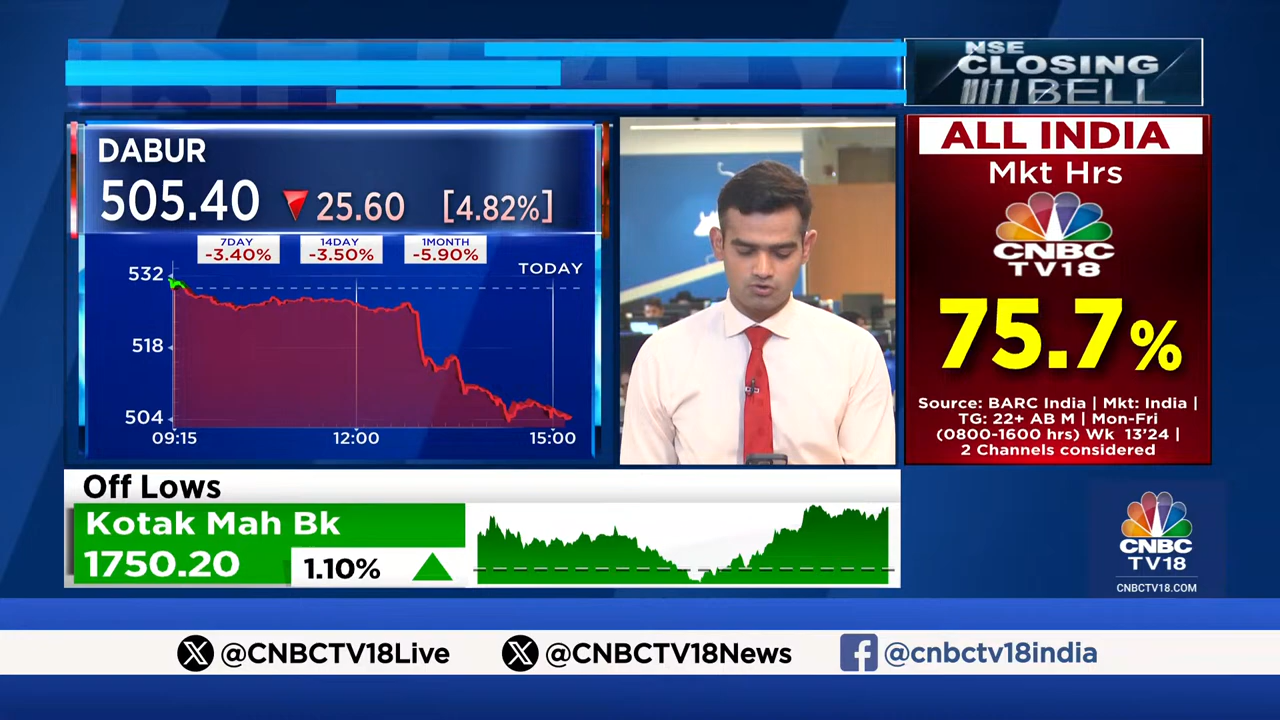 NSE
CLOSING
BELL
DABUR
505.40 ▼ 25.60 [4.82%]
7DAY 14DAY 1MONTH
-3.40% -3.50% -5.90%
TODAY
532
518
504
09:15 12:00 15:00
ALL INDIA
Mkt Hrs
CNBC
TV18
75.7%
Source: BARC India | Mkt: India |
TG: 22+ AB M | Mon-Fri
(0800-1600 hrs) Wk 13'24 |
2 Channels considered
Off Lows
Kotak Mah Bk
1750.20 1.10% ▲
CNBC
TV18
CNBCTV18.COM
X @CNBCTV18Live X @CNBCTV18News f @cnbctv18india